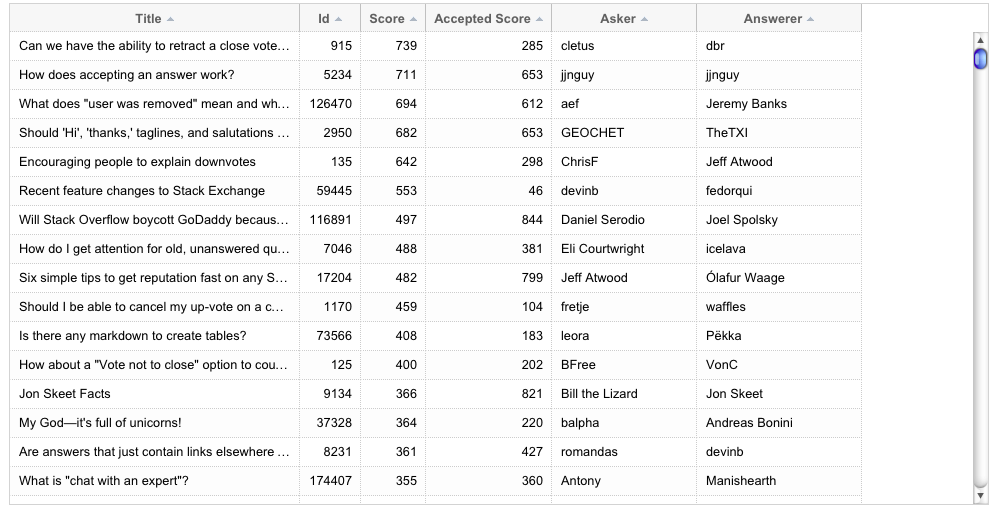 Title Id Score Accepted Score Asker Answerer
Can we have the ability to retract a close vote... 915 739 285 cletus dbr
How does accepting an answer work? 5234 711 653 jjnguy jjnguy
What does "user was removed" mean and wh... 126470 694 612 aef Jeremy Banks
Should 'Hi', 'thanks,' taglines, and salutations ... 2950 682 653 GEOCHET TheTXI
Encouraging people to explain downvotes 135 642 298 ChrisF Jeff Atwood
Recent feature changes to Stack Exchange 59445 553 46 devinb fedorqui
Will Stack Overflow boycott GoDaddy becaus... 116891 497 844 Daniel Serodio Joel Spolsky
How do I get attention for old, unanswered qu... 7046 488 381 Eli Courtwright icelava
Six simple tips to get reputation fast on any S... 17204 482 799 Jeff Atwood Ólafur Waage
Should I be able to cancel my up-vote on a c... 1170 459 104 fretje waffles
Is there any markdown to create tables? 73566 408 183 leora Pëkka
How about a "Vote not to close" option to cou... 125 400 202 BFree VonC
Jon Skeet Facts 9134 366 821 Bill the Lizard Jon Skeet
My God—it's full of unicorns! 37328 364 220 balpha Andreas Bonini
Are answers that just contain links elsewhere ... 8231 361 427 romandas devinb
What is "chat with an expert"? 174407 355 360 Antony Manishearth